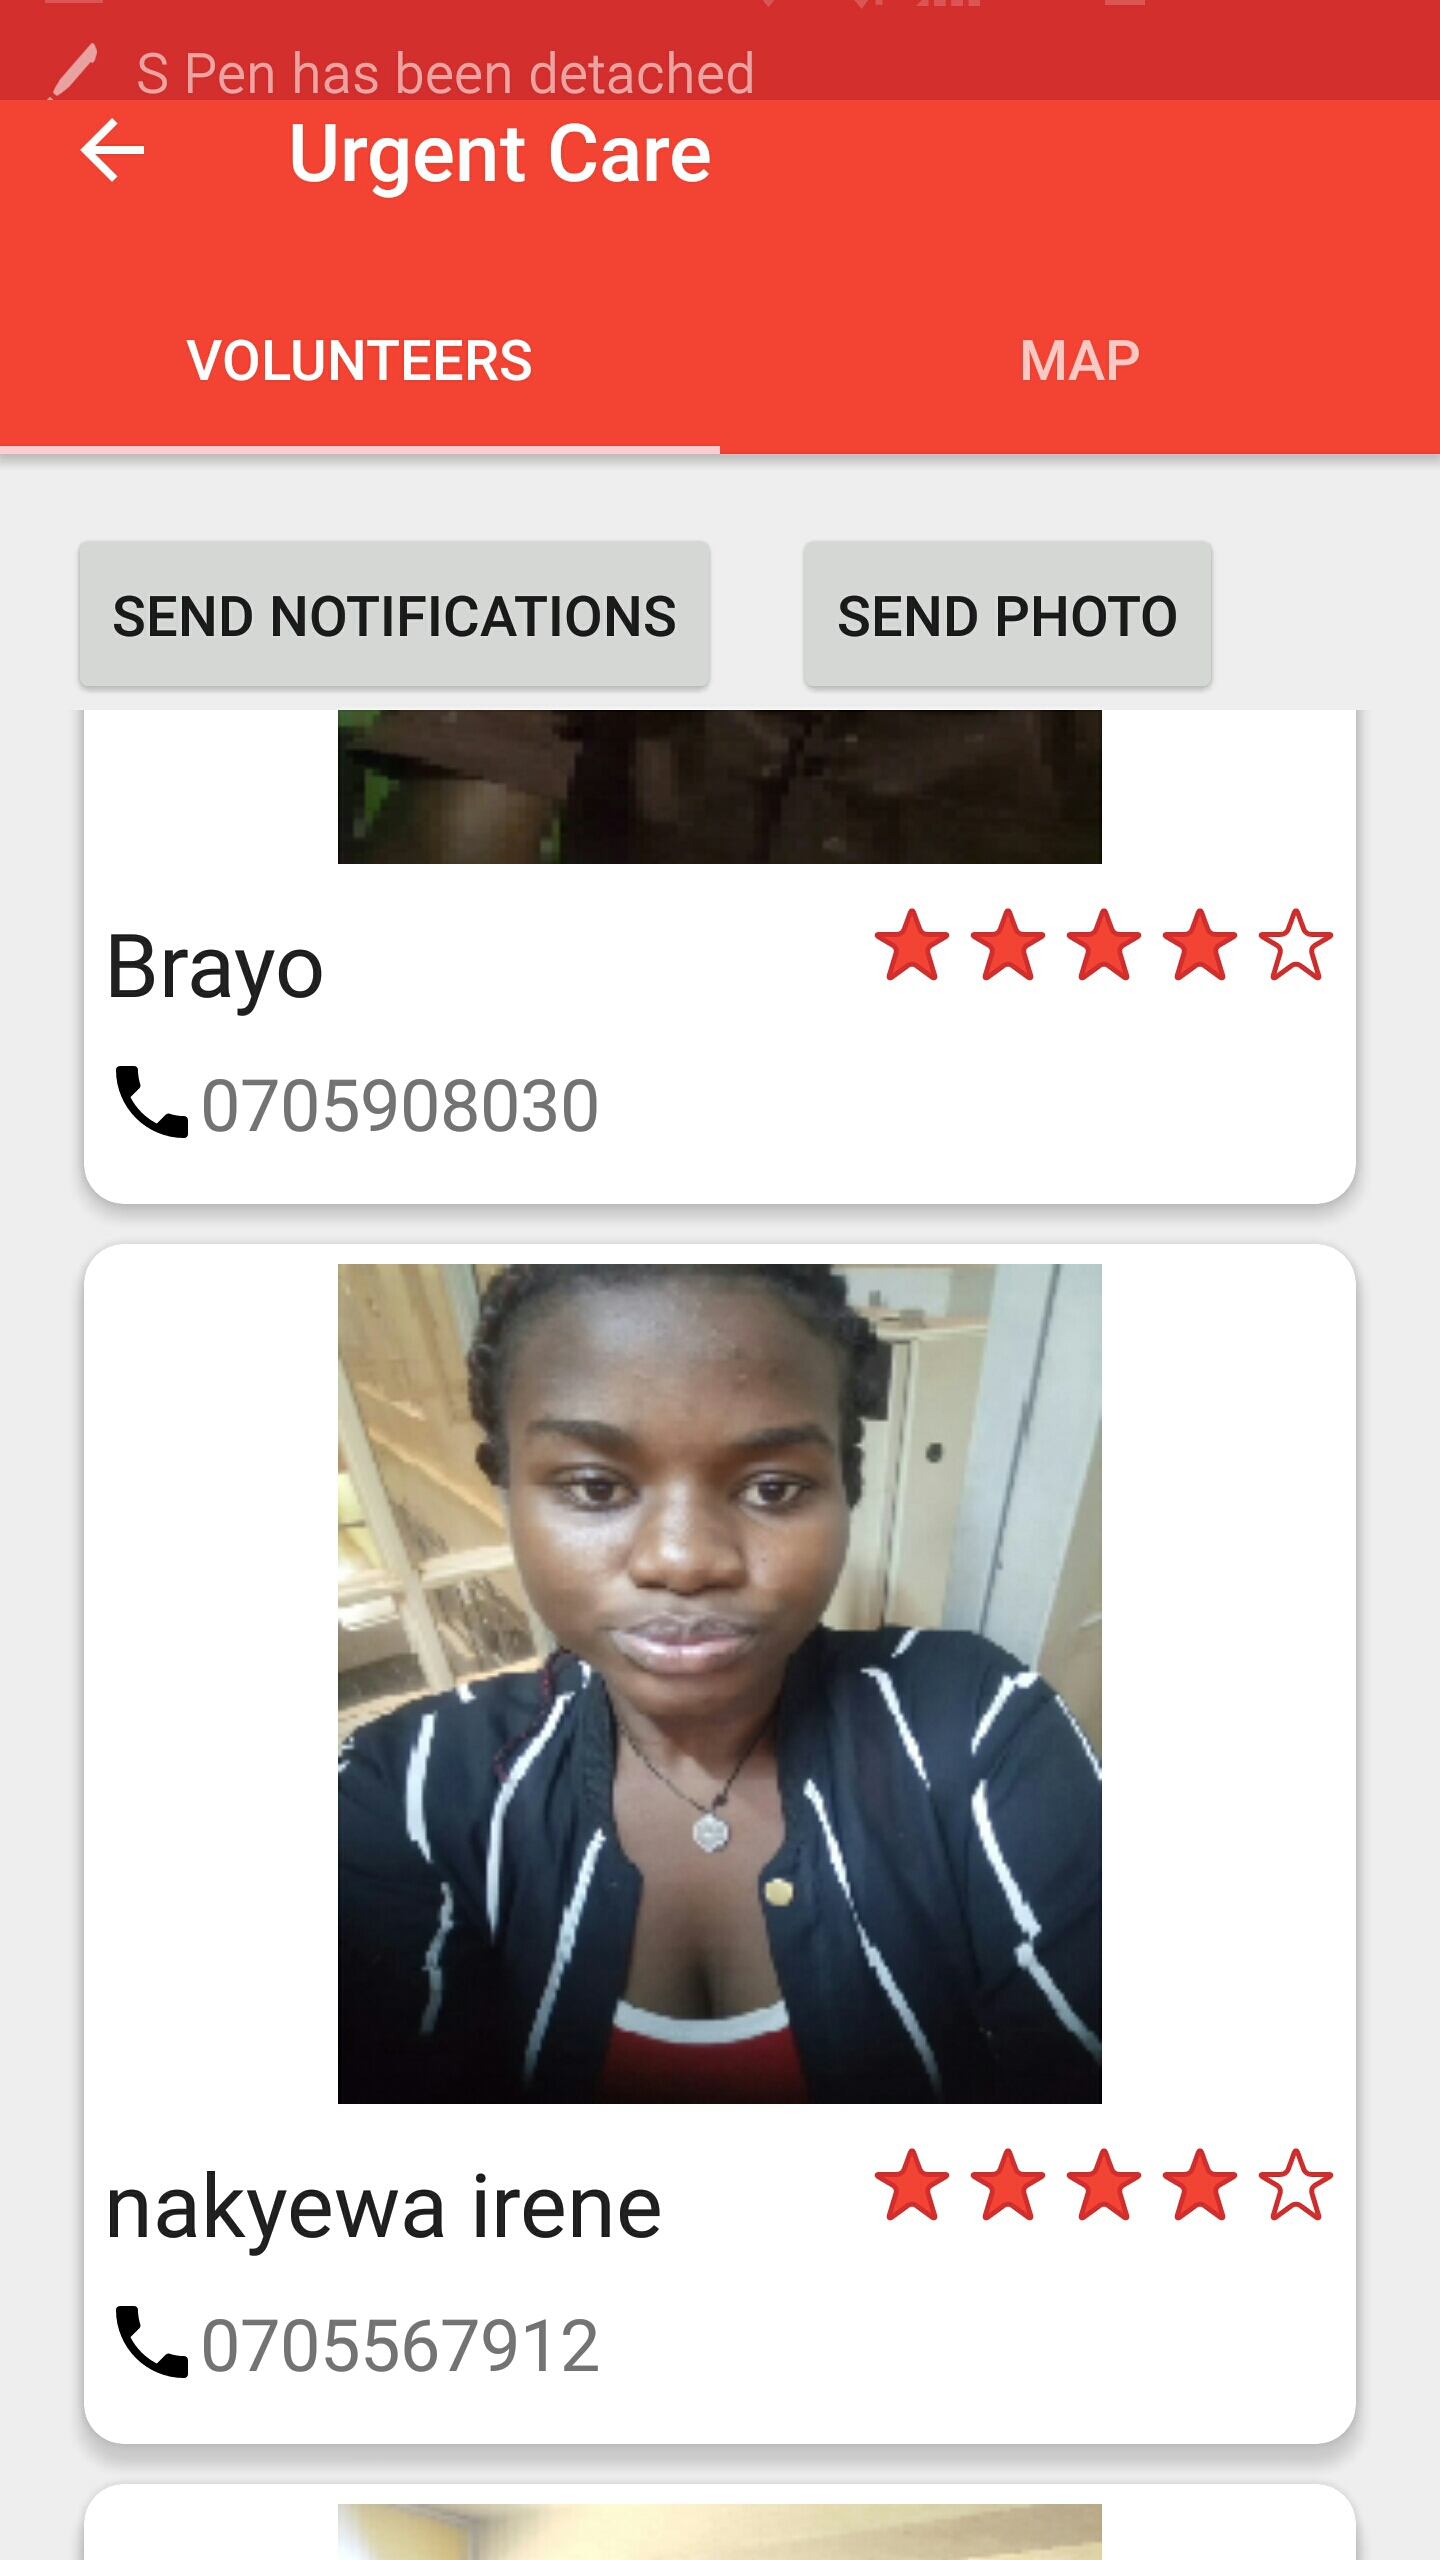 S Pen has been detached
Urgent Care
VOLUNTEERS MAP
SEND NOTIFICATIONS SEND PHOTO
Brayo
0705908030
nakyewa irene
0705567912